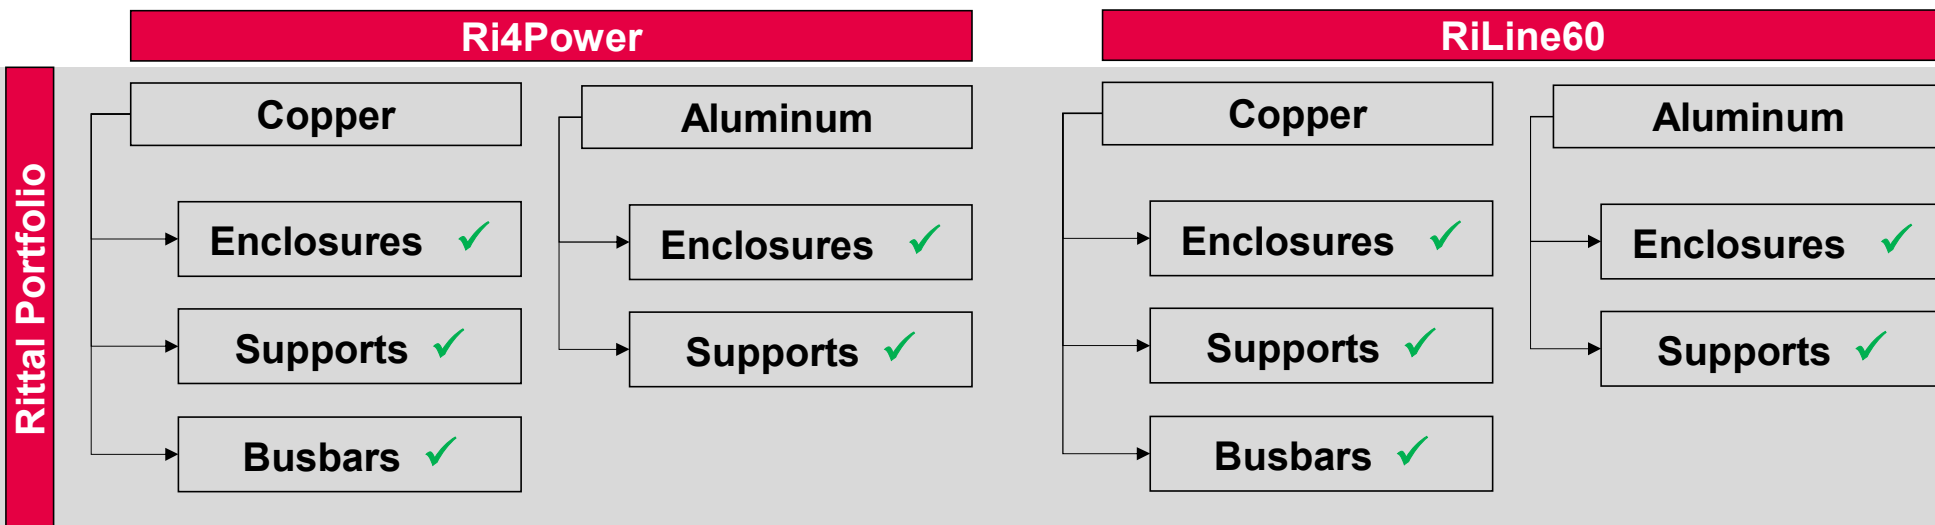 Ri4Power
RiLine60
Rittal Portfolio
Copper
Aluminum
Copper
Aluminum
Enclosures ✓
Enclosures ✓
Enclosures ✓
Enclosures ✓
Supports ✓
Supports ✓
Supports ✓
Supports ✓
Busbars ✓
Busbars ✓